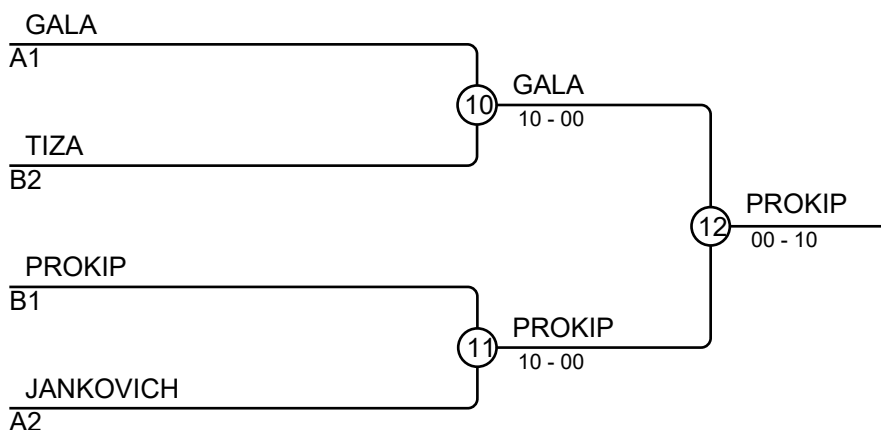 GALA
A1
10
GALA
10 - 00
TIZA
B2
12
PROKIP
00 - 10
PROKIP
B1
11
PROKIP
10 - 00
JANKOVICH
A2